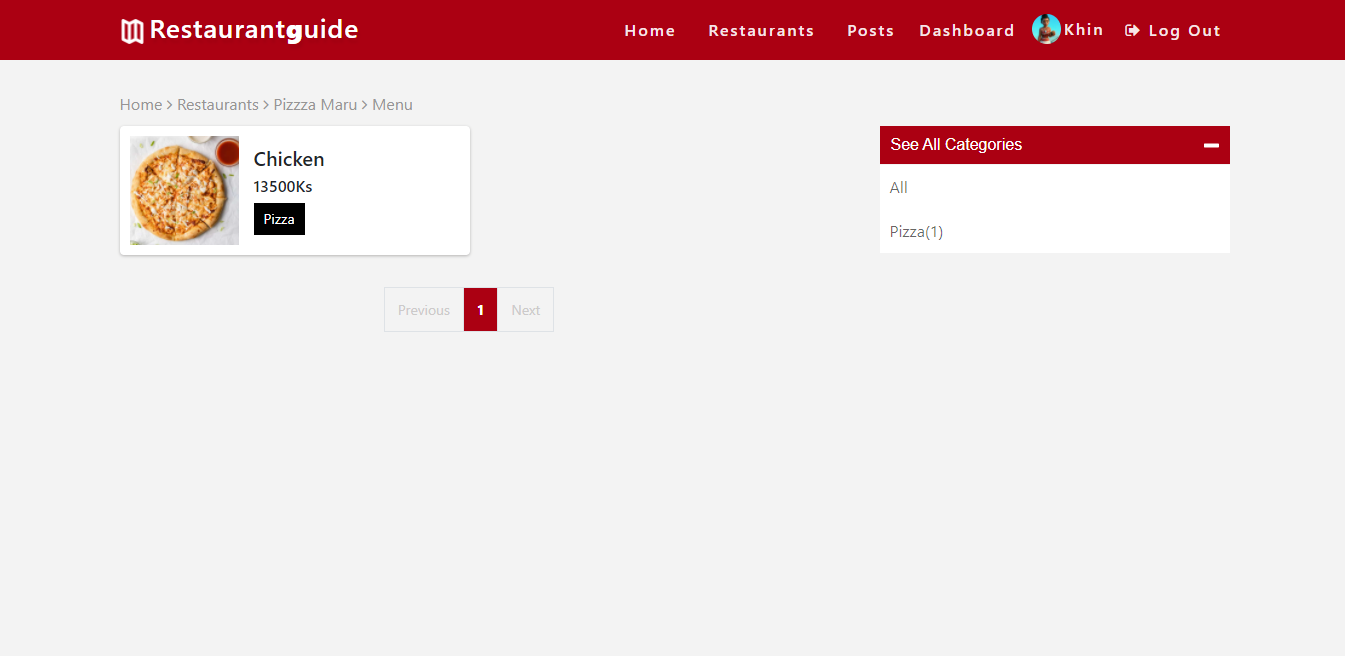 Restaurantguide Home Restaurants Posts Dashboard Khin Log Out
Home > Restaurants > Pizzza Maru > Menu
Chicken
13500Ks
Pizza
See All Categories
All
Pizza(1)
Previous 1 Next